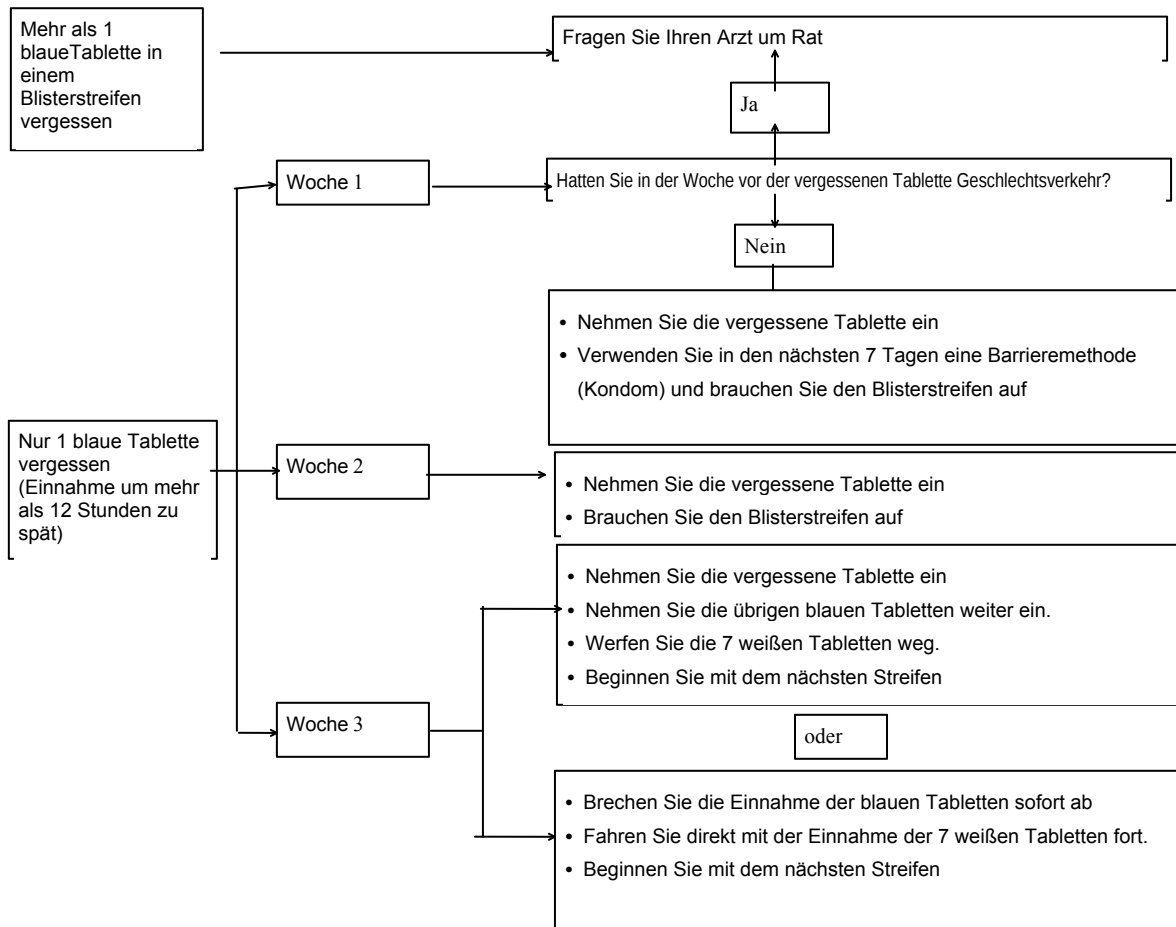 Mehr als 1
blaueTablette in
einem
Blisterstreifen
vergessen
Fragen Sie Ihren Arzt um Rat
Ja
Woche 1
Hatten Sie in der Woche vor der vergessenen Tablette Geschlechtsverkehr?
Nein
• Nehmen Sie die vergessene Tablette ein
• Verwenden Sie in den nächsten 7 Tagen eine Barrieremethode
(Kondom) und brauchen Sie den Blisterstreifen auf
Nur 1 blaue Tablette
vergessen
(Einnahme um mehr
als 12 Stunden zu
spät)
Woche 2
• Nehmen Sie die vergessene Tablette ein
• Brauchen Sie den Blisterstreifen auf
• Nehmen Sie die vergessene Tablette ein
• Nehmen Sie die übrigen blauen Tabletten weiter ein.
• Werfen Sie die 7 weißen Tabletten weg.
• Beginnen Sie mit dem nächsten Streifen
Woche 3
oder
• Brechen Sie die Einnahme der blauen Tabletten sofort ab
• Fahren Sie direkt mit der Einnahme der 7 weißen Tabletten fort.
• Beginnen Sie mit dem nächsten Streifen